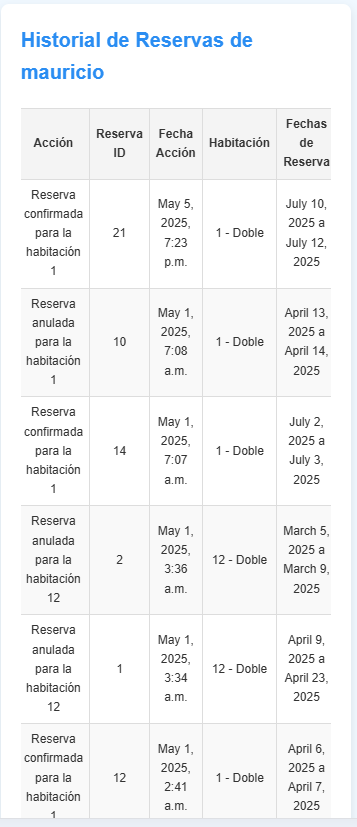 Historial de Reservas de
mauricio
Acción
Reserva
ID
Fecha
Acción
Habitación
Fechas
de
Reserva
Reserva
confirmada
para la
habitación
1
21
May 5,
2025,
7:23
p.m.
1 - Doble
July 10,
2025 a
July 12,
2025
Reserva
anulada
para la
habitación
1
10
May 1,
2025,
7:08
a.m.
1 - Doble
April 13,
2025 a
April 14,
2025
Reserva
confirmada
para la
habitación
1
14
May 1,
2025,
7:07
a.m.
1 - Doble
July 2,
2025 a
July 3,
2025
Reserva
anulada
para la
habitación
12
2
May 1,
2025,
3:36
a.m.
12 - Doble
March 5,
2025 a
March 9,
2025
Reserva
anulada
para la
habitación
12
1
May 1,
2025,
3:34
a.m.
12 - Doble
April 9,
2025 a
April 23,
2025
Reserva
confirmada
para la
habitación
1
12
May 1,
2025,
2:41
a.m.
1 - Doble
April 6,
2025 a
April 7,
2025